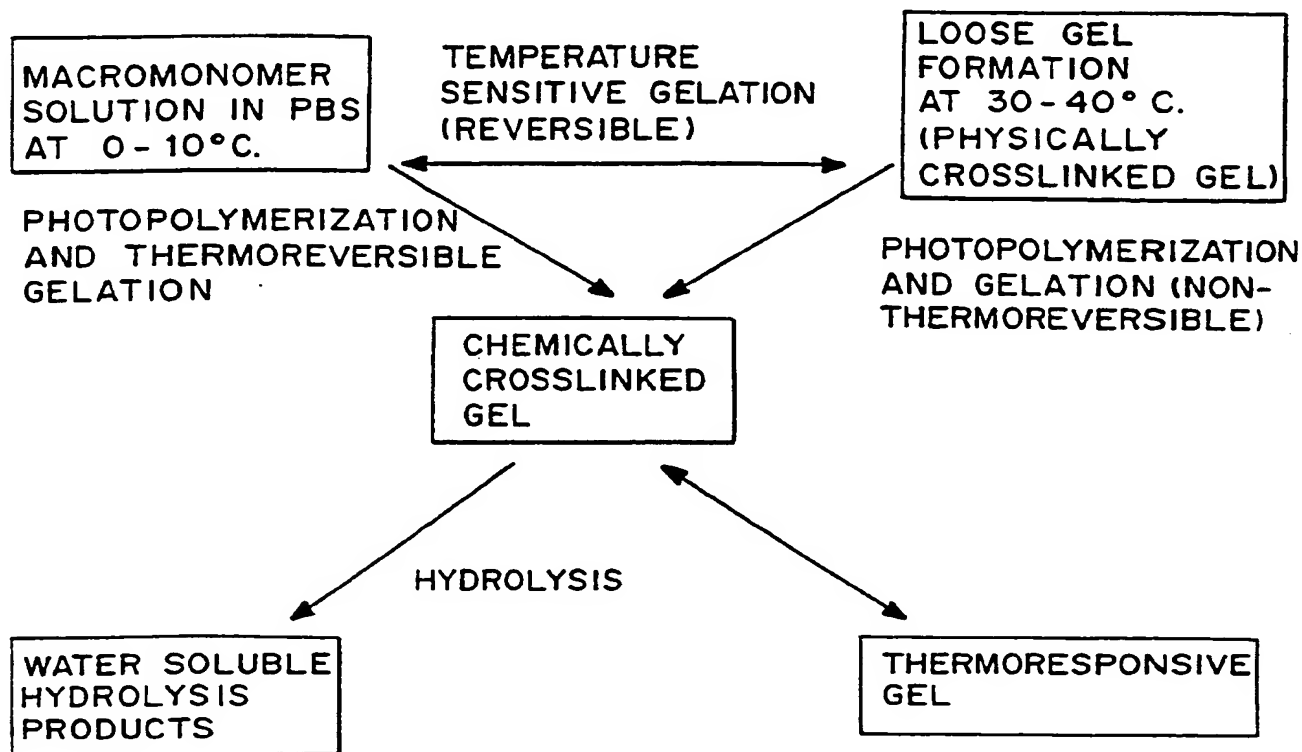 MACROMONOMER
SOLUTION IN PBS
AT 0-10°C.
TEMPERATURE
SENSITIVE GELATION
(REVERSIBLE)
LOOSE GEL
FORMATION
AT 30-40° C.
(PHYSICALLY
CROSSLINKED GEL)
PHOTOPOLYMERIZATION
AND THERMOREVERSIBLE
GELATION
PHOTOPOLYMERIZATION
AND GELATION (NON-
THERMOREVERSIBLE)
CHEMICALLY
CROSSLINKED
GEL
HYDROLYSIS
WATER SOLUBLE
HYDROLYSIS
PRODUCTS
THERMORESPONSIVE
GEL